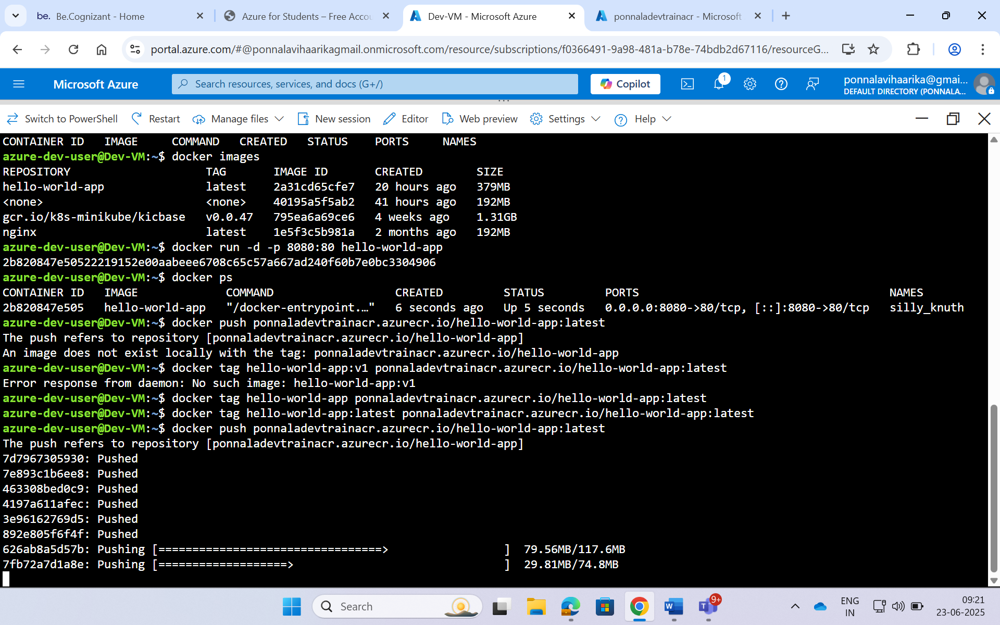 be. Be.Cognizant - Home
Azure for Students – Free Accou
Dev-VM - Microsoft Azure
ponnaladevtrainacr - Microsoft
portal.azure.com/#@ponnalavihaarikagmail.onmicrosoft.com/resource/subscriptions/f0366491-9a98-481a-b78e-74bdb2d67116/resourceG...
Microsoft Azure
Search resources, services, and docs (G+/)
Copilot
1
ponnalavihaarika@gmai...
DEFAULT DIRECTORY (PONNALA...
Switch to PowerShell Restart Manage files New session Editor Web preview Settings Help
CONTAINER ID IMAGE COMMAND CREATED STATUS PORTS NAMES
azure-dev-user@Dev-VM:~$ docker images
REPOSITORY TAG IMAGE ID CREATED SIZE
hello-world-app latest 2a31cd65cfe7 20 hours ago 379MB
<none> <none> 40195a5f5ab2 41 hours ago 192MB
gcr.io/k8s-minikube/kicbase v0.0.47 795ea6a69ce6 4 weeks ago 1.31GB
nginx latest 1e5f3c5b981a 2 months ago 192MB
azure-dev-user@Dev-VM:~$ docker run -d -p 8080:80 hello-world-app
2b820847e50522219152e00aabeee6708c65c57a667ad240f60b7e0bc3304906
azure-dev-user@Dev-VM:~$ docker ps
CONTAINER ID IMAGE COMMAND CREATED STATUS PORTS NAMES
2b820847e505 hello-world-app "/docker-entrypoint.…" 6 seconds ago Up 5 seconds 0.0.0.0:8080->80/tcp, [::]:8080->80/tcp silly_knuth
azure-dev-user@Dev-VM:~$ docker push ponnaladevtrainacr.azurecr.io/hello-world-app:latest
The push refers to repository [ponnaladevtrainacr.azurecr.io/hello-world-app]
An image does not exist locally with the tag: ponnaladevtrainacr.azurecr.io/hello-world-app
azure-dev-user@Dev-VM:~$ docker tag hello-world-app:v1 ponnaladevtrainacr.azurecr.io/hello-world-app:latest
Error response from daemon: No such image: hello-world-app:v1
azure-dev-user@Dev-VM:~$ docker tag hello-world-app ponnaladevtrainacr.azurecr.io/hello-world-app:latest
azure-dev-user@Dev-VM:~$ docker tag hello-world-app:latest ponnaladevtrainacr.azurecr.io/hello-world-app:latest
azure-dev-user@Dev-VM:~$ docker push ponnaladevtrainacr.azurecr.io/hello-world-app:latest
The push refers to repository [ponnaladevtrainacr.azurecr.io/hello-world-app]
7d7967305930: Pushed
7e893c1b6ee8: Pushed
463308bed0c9: Pushed
4197a611afec: Pushed
3e96162769d5: Pushed
892e805f6f4f: Pushed
626ab8a5d57b: Pushing [=================================> ] 79.56MB/117.6MB
7fb72a7d1a8e: Pushing [===================> ] 29.81MB/74.8MB
Search
9+
ENG
IN
09:21
23-06-2025